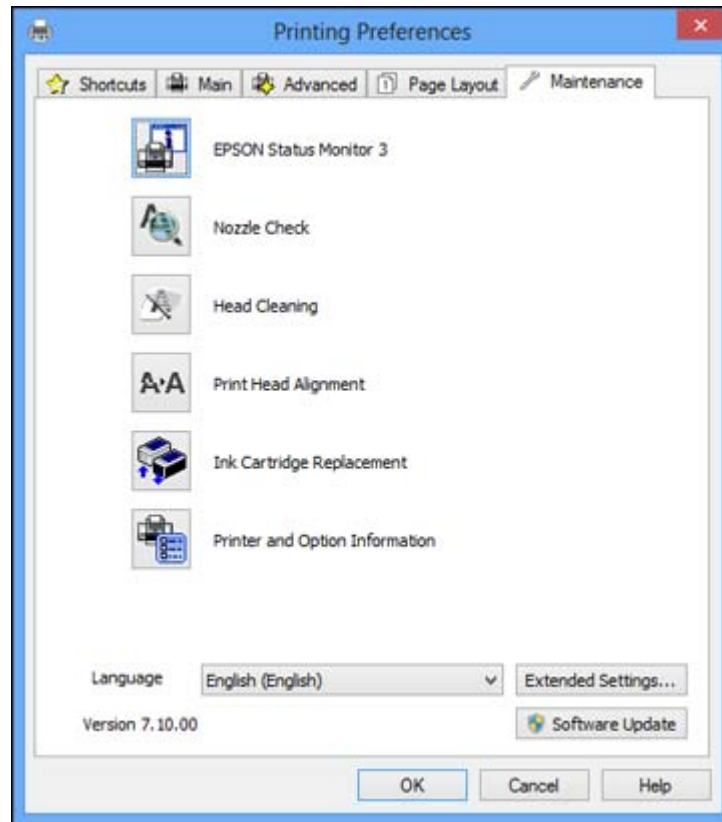 Printing Preferences
Shortcuts Main Advanced 1 Page Layout Maintenance
i
EPSON Status Monitor 3
Nozzle Check
Head Cleaning
A A Print Head Alignment
Ink Cartridge Replacement
Printer and Option Information
Language English (English) Extended Settings...
Version 7.10.00 Software Update
OK Cancel Help